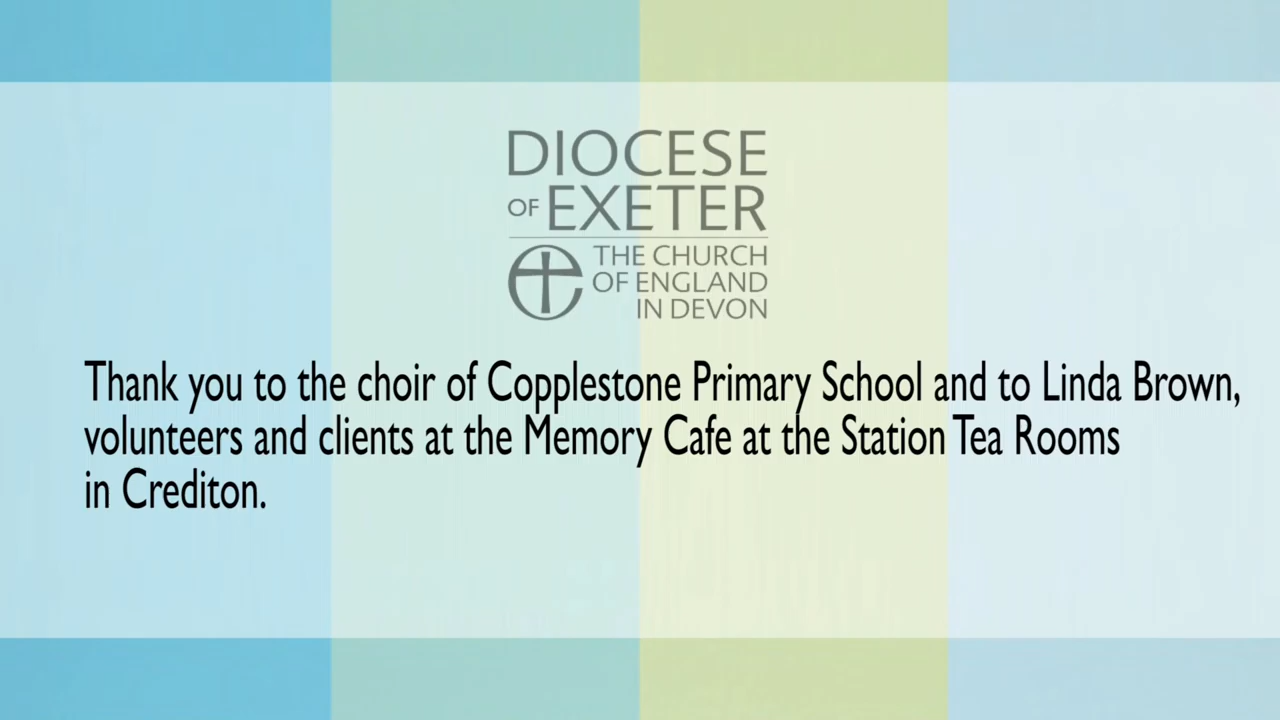 DIOCESE
OF EXETER
THE CHURCH
OF ENGLAND
IN DEVON
Thank you to the choir of Copplestone Primary School and to Linda Brown,
volunteers and clients at the Memory Cafe at the Station Tea Rooms
in Crediton.